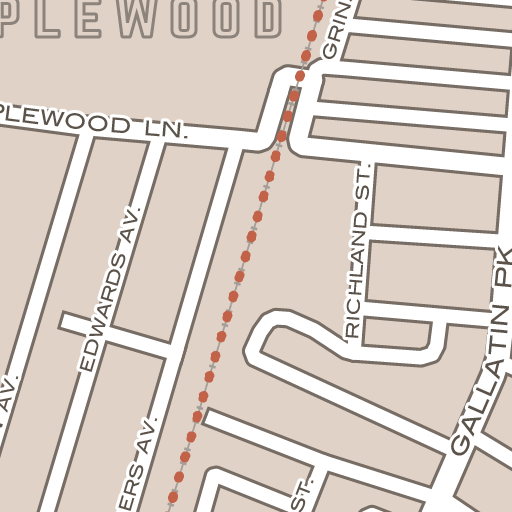 PLEWOOD
GRIN
PLEWOOD LN.
RICHLAND ST.
EDWARDS AV.
GALLATIN PK
AV.
ERS AV.
ST.